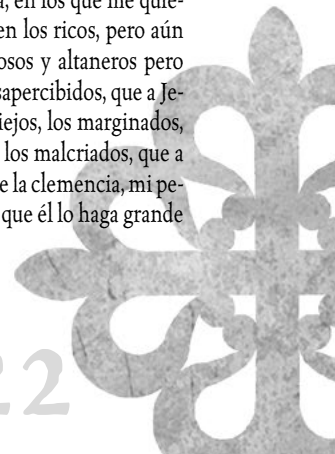 , en los que me quie-
en los ricos, pero aún
osos y altaneros pero
sapercibidos, que a Je-
iejos, los marginados,
los malcriados, que a
e la clemencia, mi pe-
que él lo haga grande
22